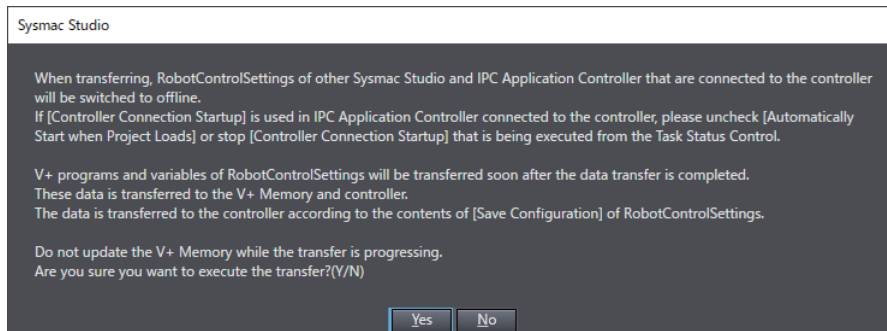 Sysmac Studio
When transferring, RobotControlSettings of other Sysmac Studio and IPC Application Controller that are connected to the controller
will be switched to offline.
If [Controller Connection Startup] is used in IPC Application Controller connected to the controller, please uncheck [Automatically
Start when Project Loads] or stop [Controller Connection Startup] that is being executed from the Task Status Control.
V+ programs and variables of RobotControlSettings will be transferred soon after the data transfer is completed.
These data is transferred to the V+ Memory and controller.
The data is transferred to the controller according to the contents of [Save Configuration] of RobotControlSettings.
Do not update the V+ Memory while the transfer is progressing.
Are you sure you want to execute the transfer?(Y/N)
Yes No